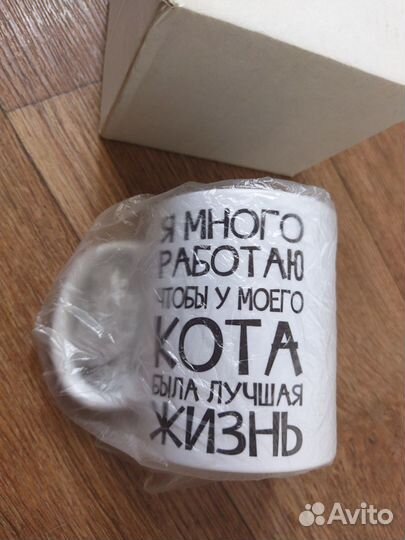 Я МНОГО
РАБОТАЮ
ЧТОБЫ У МОЕГО
КОТА
БЫЛА ЛУЧШАЯ
ЖИЗНЬ
Avito